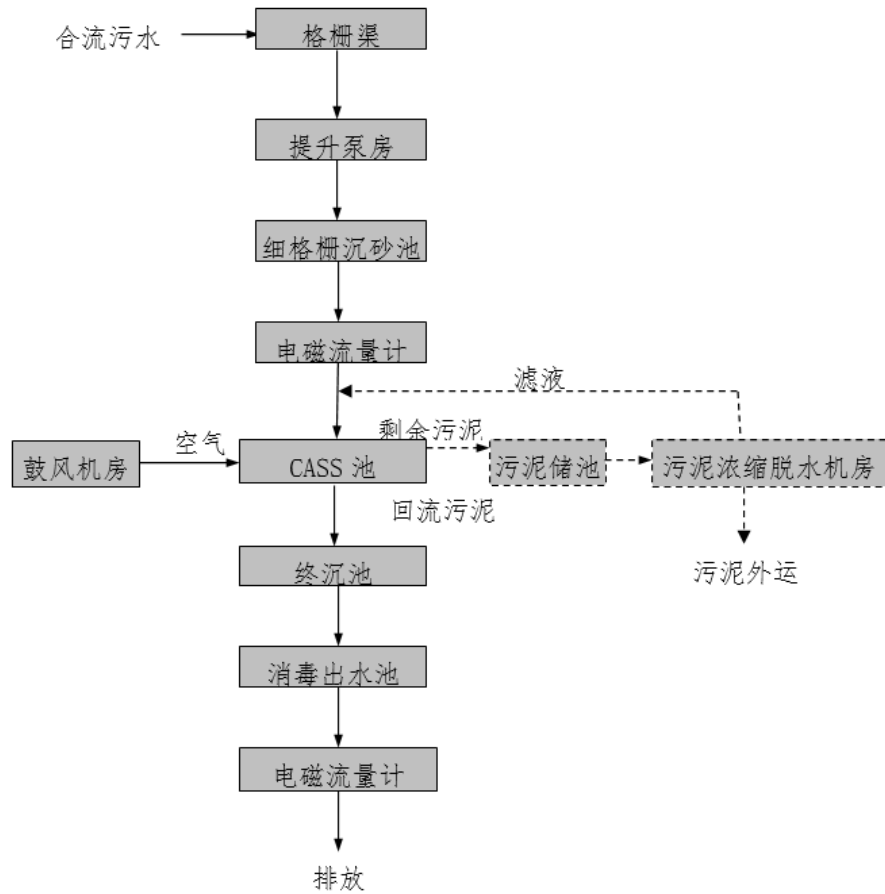 合流污水
格栅渠
提升泵房
细格栅沉砂池
电磁流量计
滤液
空气
剩余污泥
鼓风机房
CASS 池
污泥储池
污泥浓缩脱水机房
回流污泥
终沉池
污泥外运
消毒出水池
电磁流量计
排放